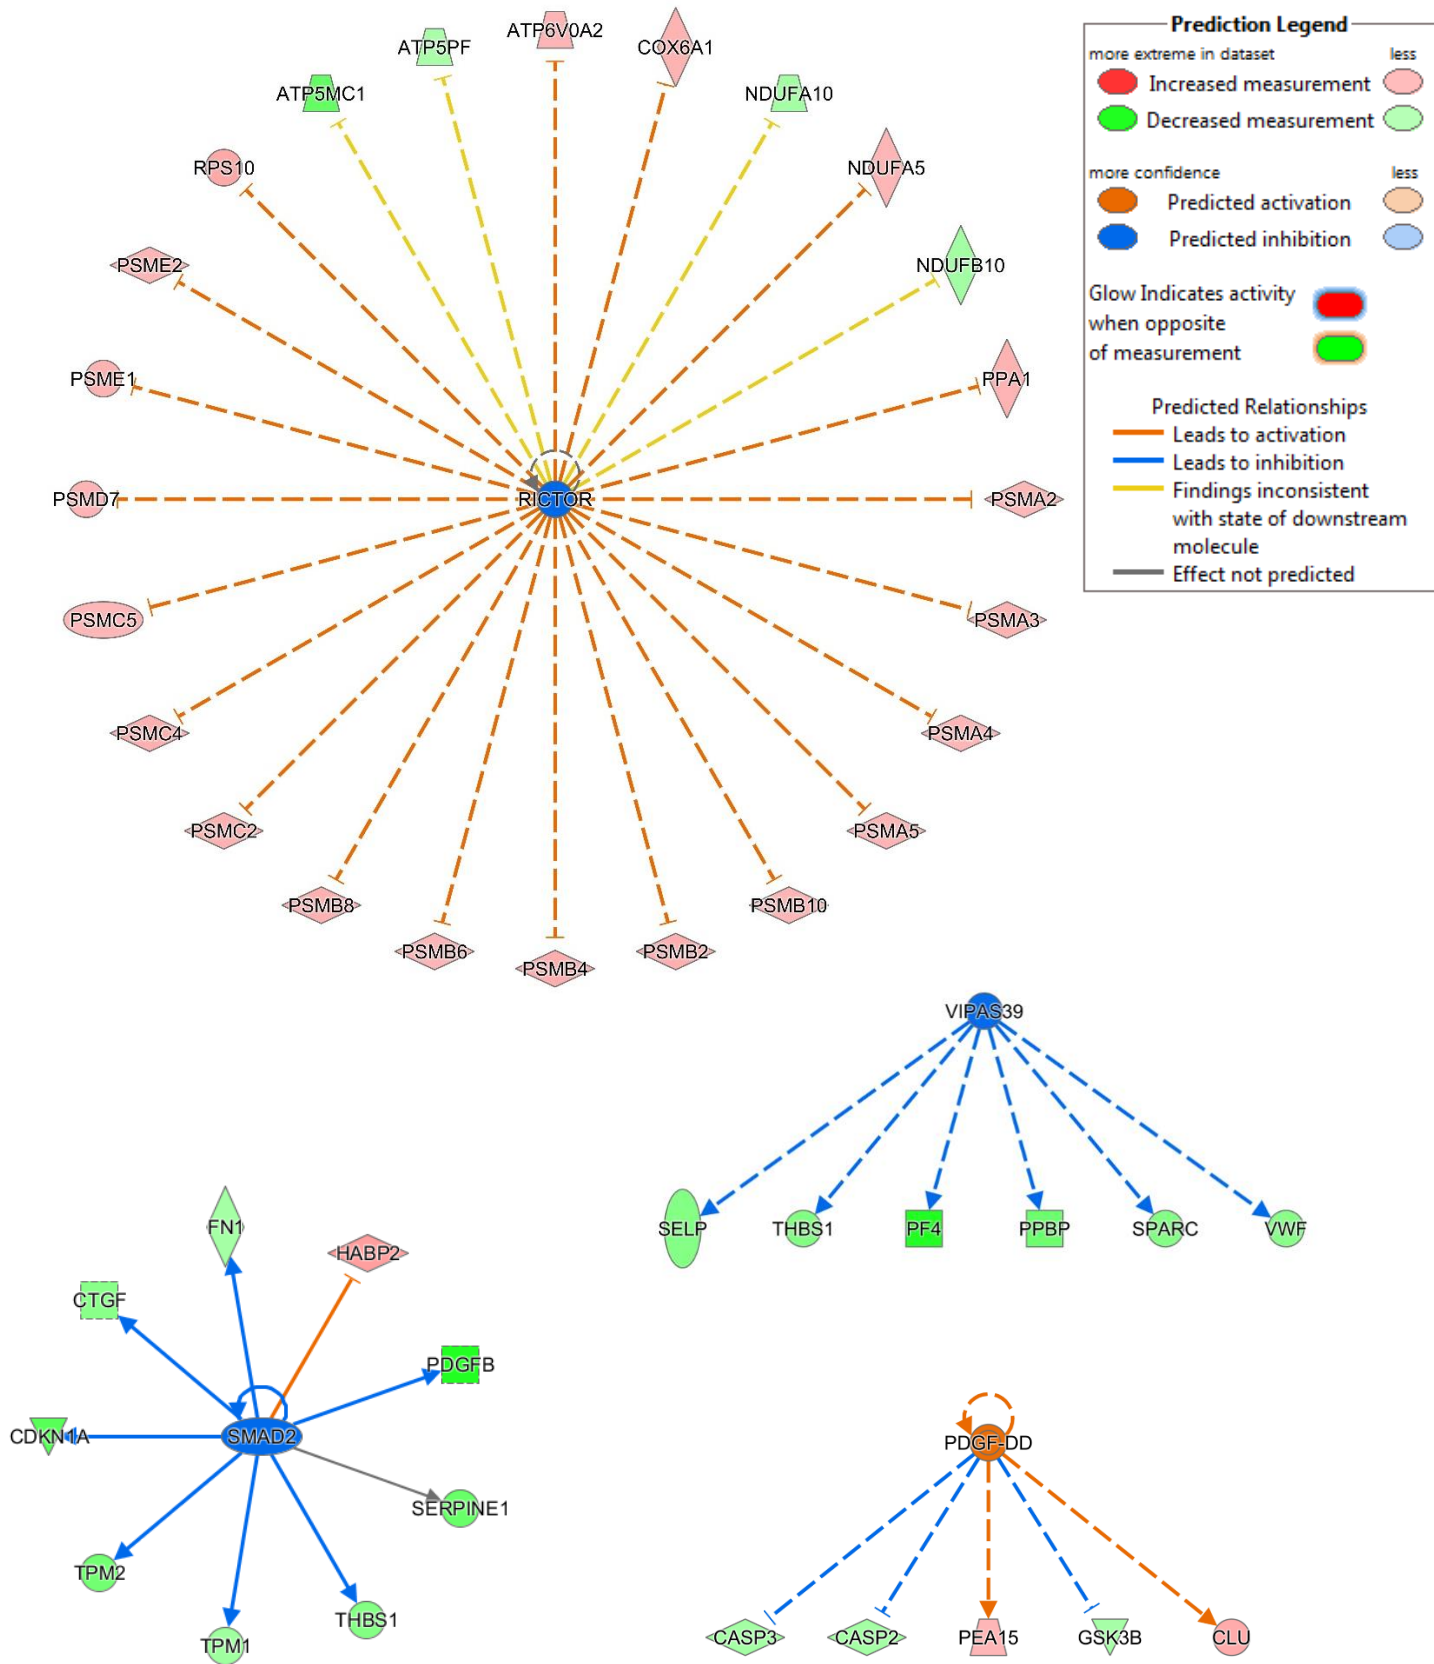 ATP6V0A2
ATP5PF
COX6A1
ATP5MC1
NDUFA10
RPS10
NDUFA5
PSME2
NDUFB10
PSME1
PPA1
PSMD7
RICTOR
PSMA2
PSMC5
PSMA3
PSMC4
PSMA4
PSMC2
PSMA5
PSMB8
PSMB10
PSMB6
PSMB4
PSMB2
Prediction Legend
more extreme in dataset less
Increased measurement
Decreased measurement
more confidence less
Predicted activation
Predicted inhibition
Glow Indicates activity
when opposite
of measurement
Predicted Relationships
Leads to activation
Leads to inhibition
Findings inconsistent
with state of downstream
molecule
Effect not predicted
VIPAS39
SELP
THBS1
PF4
PPBP
SPARC
VWF
FN1
HABP2
CTGF
PDGFB
CDKN1A
SMAD2
SERPINE1
TPM2
THBS1
TPM1
PDGF-DD
CASP3
CASP2
PEA15
GSK3B
CLU